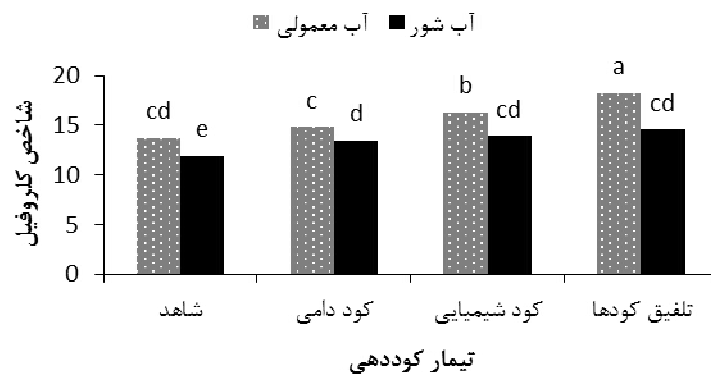 آب معمولی آب شور
شاخص کلروفیل
20
15
10
5
0
cd e c d b cd a cd
شاهد کود دامی کود شیمیایی تلفیق کودها
تیمار کوددهی